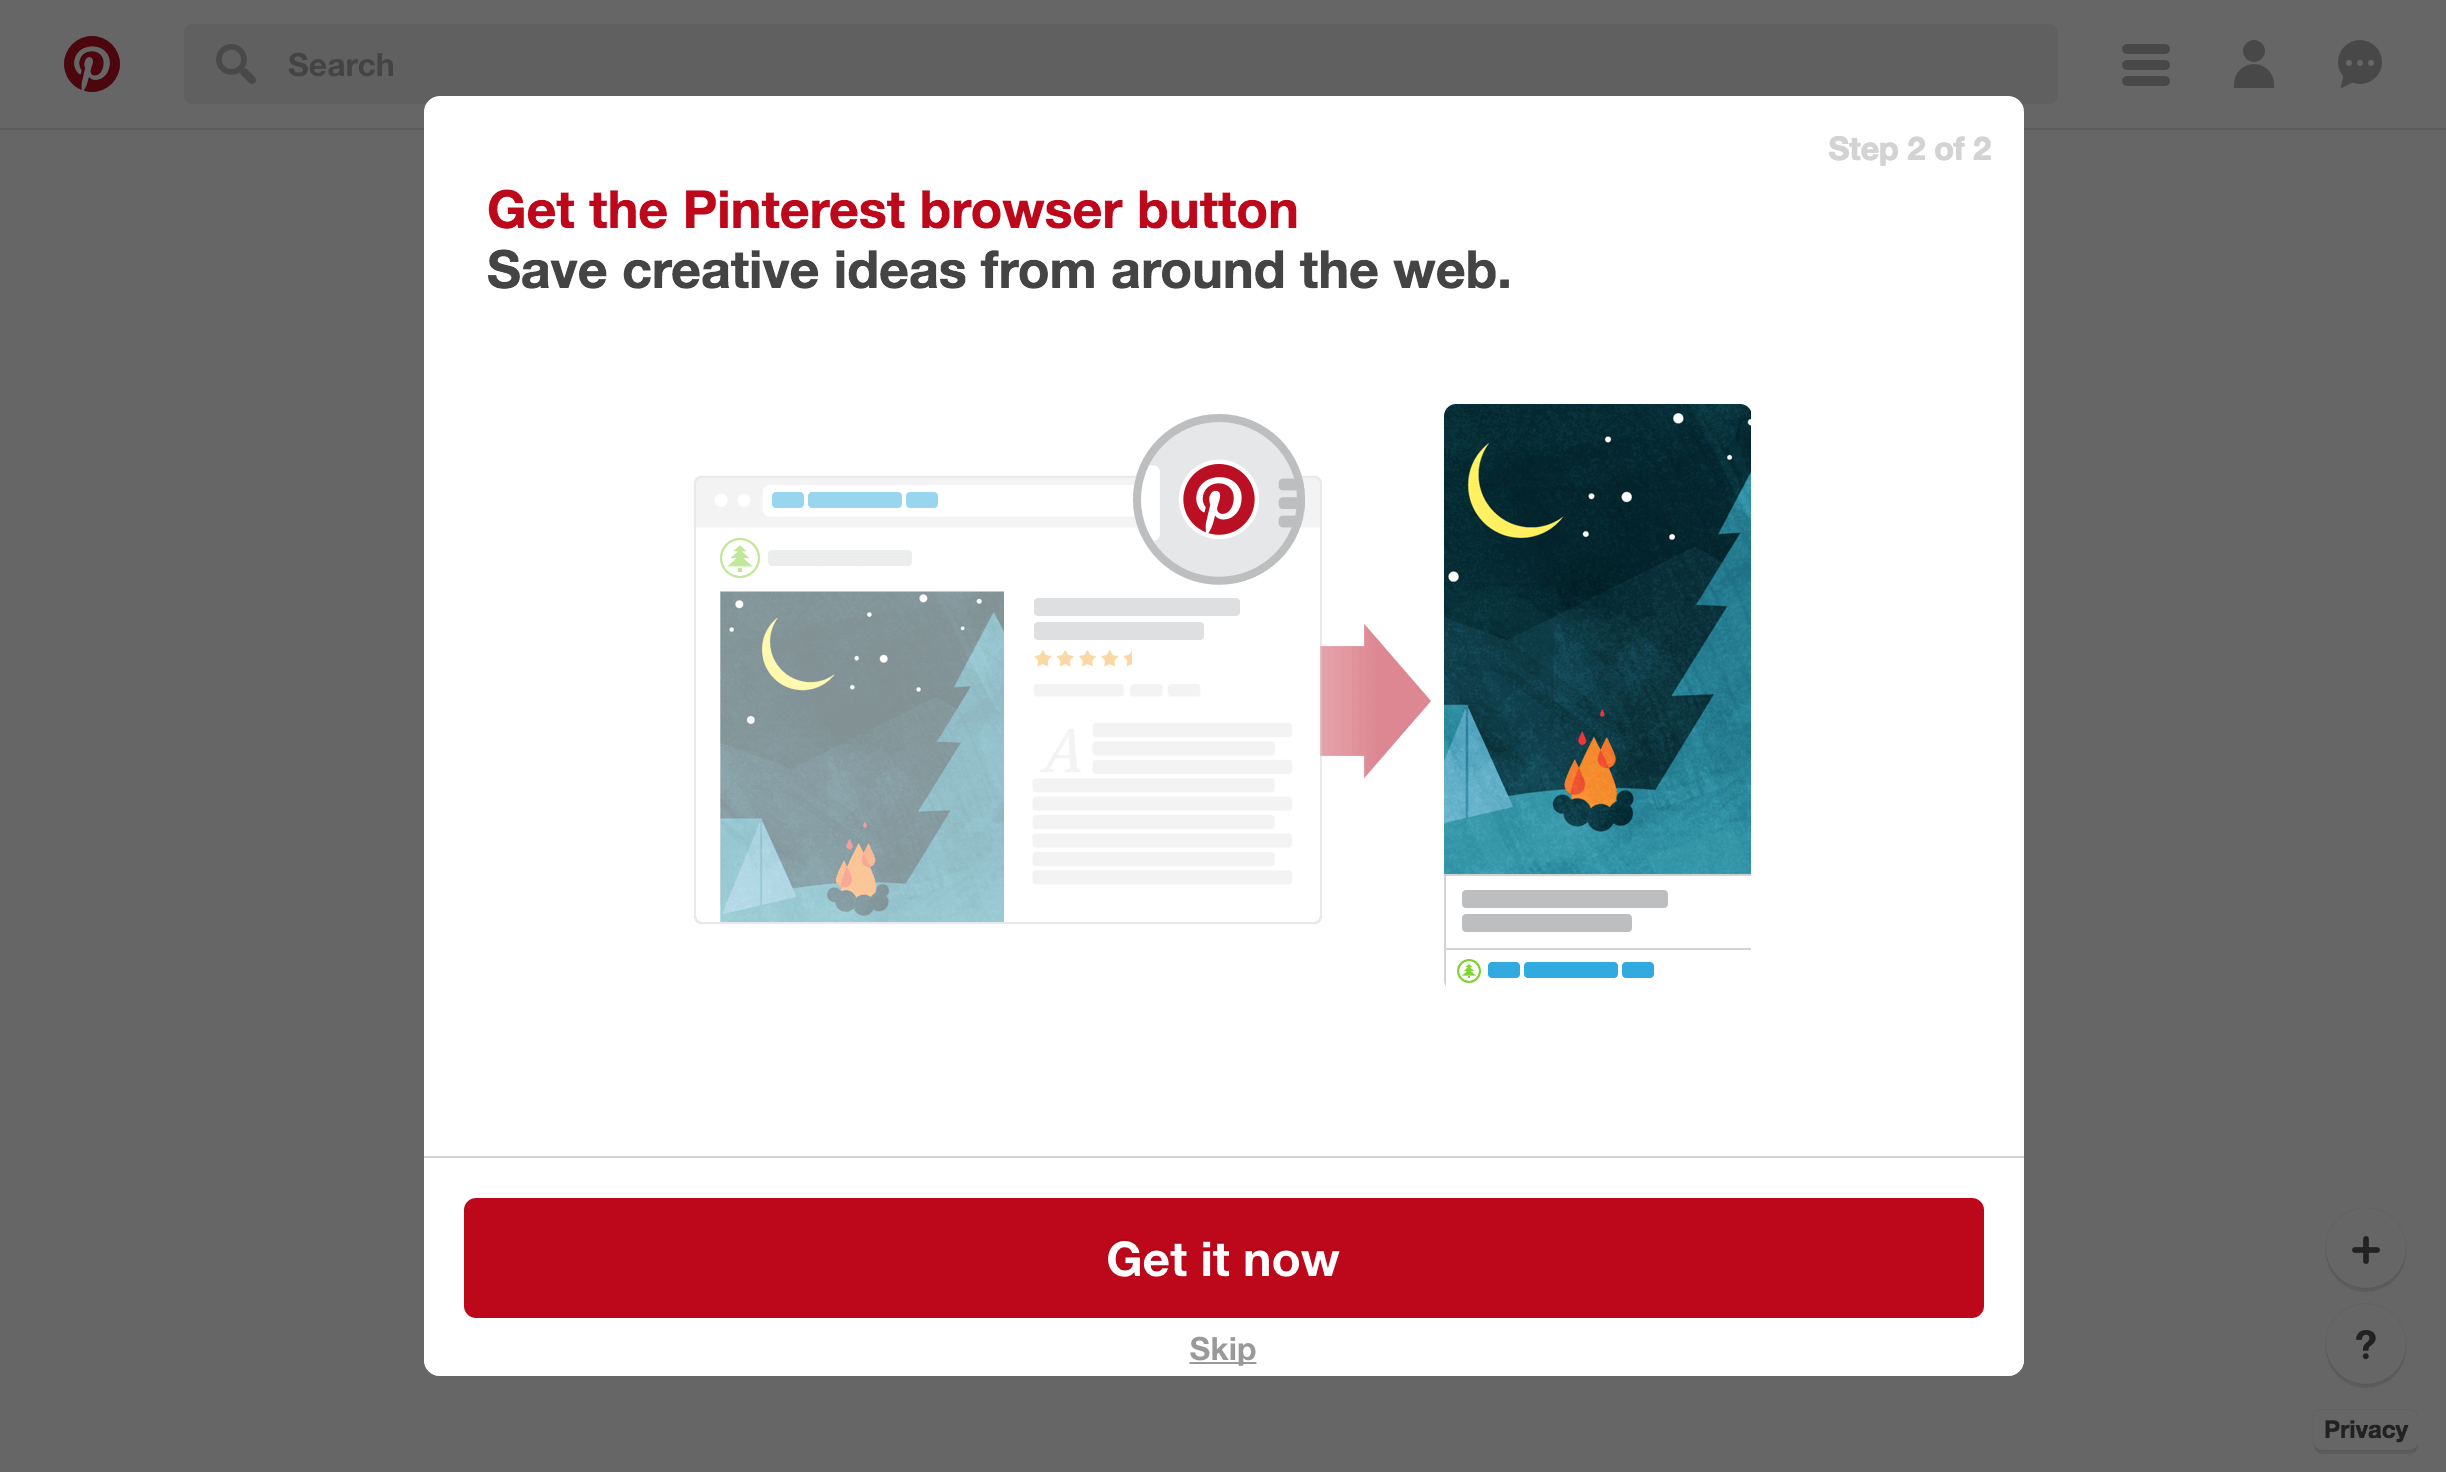 Search
Step 2 of 2
Get the Pinterest browser button
Save creative ideas from around the web.
A
Get it now
Skip
+
?
Privacy